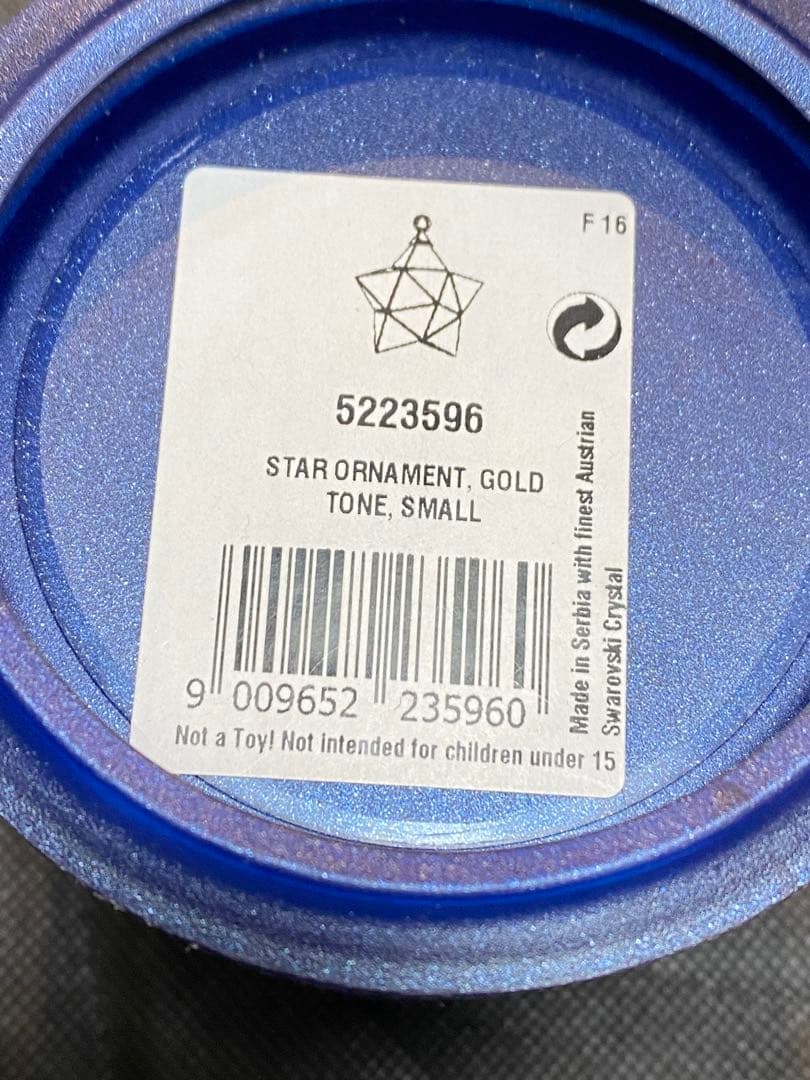 F 16
5223596
STAR ORNAMENT, GOLD
TONE, SMALL
9 009652 235960
Not a Toy! Not intended for children under 15
Made in Serbia with finest Austrian
Swarovski Crystal